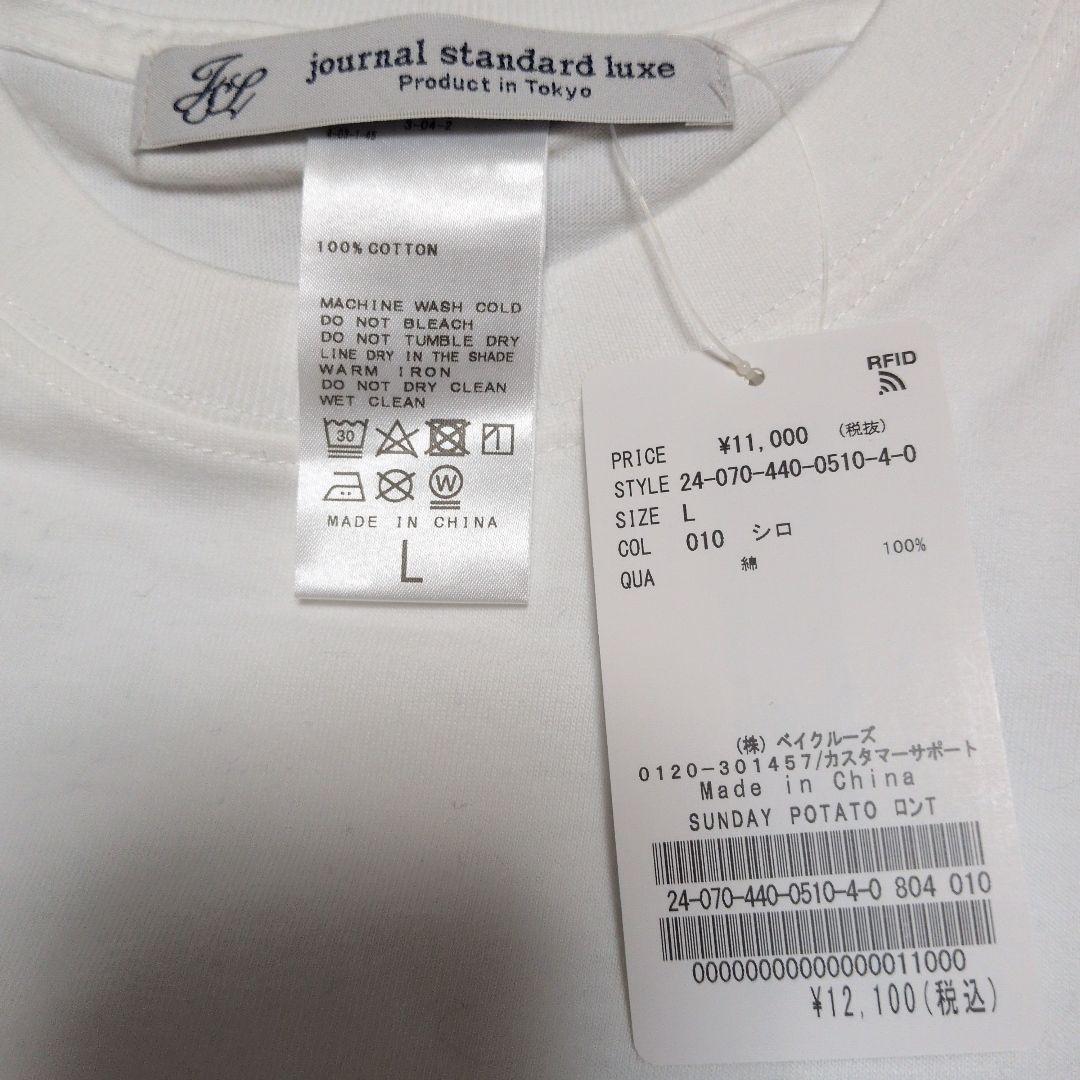 journal standard luxe
Product in Tokyo
3-04-2
100% COTTON
MACHINE WASH COLD
DO NOT BLEACH
DO NOT TUMBLE DRY
LINE DRY IN THE SHADE
WARM IRON
DO NOT DRY CLEAN
WET CLEAN
30
W
MADE IN CHINA
L
RFID
PRICE ¥11,000 (税抜)
STYLE 24-070-440-0510-4-0
SIZE L
COL 010 シロ
QUA 綿 100%
(株) ベイクルーズ
0120-301457/カスタマーサポート
Made in China
SUNDAY POTATO ロンT
24-070-440-0510-4-0 804 010
00000000000000011000
¥12,100(税込)